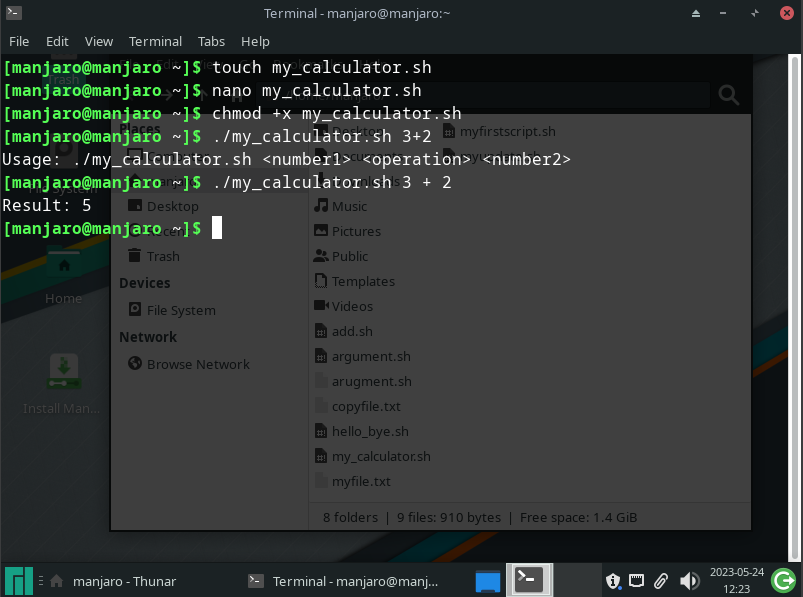 Terminal - manjaro@manjaro:~
File Edit View Terminal Tabs Help
[manjaro@manjaro ~]$ touch my_calculator.sh
[manjaro@manjaro ~]$ nano my_calculator.sh
[manjaro@manjaro ~]$ chmod +x my_calculator.sh
[manjaro@manjaro ~]$ ./my_calculator.sh 3+2
Usage: ./my_calculator.sh <number1> <operation> <number2>
[manjaro@manjaro ~]$ ./my_calculator.sh 3 + 2
Result: 5
[manjaro@manjaro ~]$
Trash
Places
Desktop
Recent
Trash
Devices
File System
Network
Browse Network
myfirstscript.sh
Music
Pictures
Public
Templates
Videos
add.sh
argument.sh
arugment.sh
copyfile.txt
hello_bye.sh
my_calculator.sh
myfile.txt
8 folders | 9 files: 910 bytes | Free space: 1.4 GiB
Home
Install Man...
manjaro - Thunar
Terminal - manjaro@manj...
2023-05-24
12:23